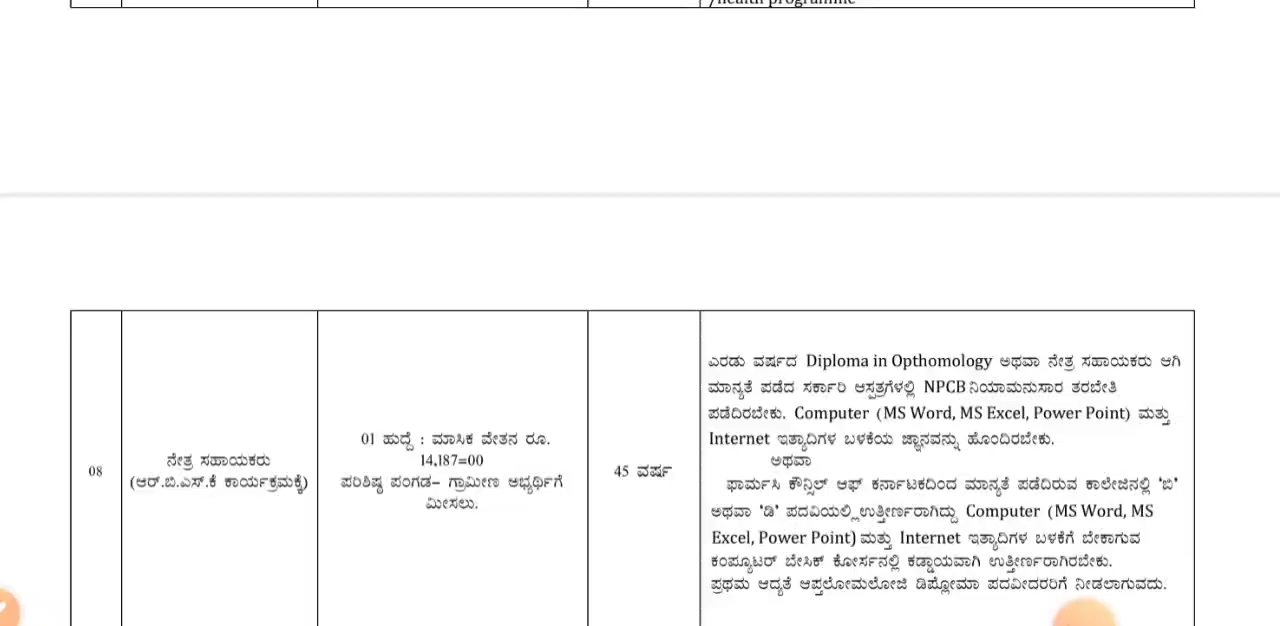 /health programme
08
ನೇತ್ರ ಸಹಾಯಕರು
(ಆರ್.ಬಿ.ಎಸ್.ಕೆ ಕಾರ್ಯಕ್ರಮಕ್ಕೆ)
01 ಹುದ್ದೆ : ಮಾಸಿಕ ವೇತನ ರೂ.
14,187=00
ಪರಿಶಿಷ್ಠ ಪಂಗಡ– ಗ್ರಾಮೀಣ ಅಭ್ಯರ್ಥಿಗೆ
ಮೀಸಲು.
45 ವರ್ಷ
ಎರಡು ವರ್ಷದ Diploma in Opthomology ಅಥವಾ ನೇತ್ರ ಸಹಾಯಕರು ಆಗಿ
ಮಾನ್ಯತೆ ಪಡೆದ ಸರ್ಕಾರಿ ಆಸ್ಪತ್ರಗೆಳಲ್ಲಿ NPCB ನಿಯಾಮನುಸಾರ ತರಬೇತಿ
ಪಡೆದಿರಬೇಕು. Computer (MS Word, MS Excel, Power Point) ಮತ್ತು
Internet ಇತ್ಯಾದಿಗಳ ಬಳಕೆಯ ಜ್ಞಾನವನ್ನು ಹೊಂದಿರಬೇಕು.
ಅಥವಾ
ಫಾರ್ಮಸಿ ಕೌನ್ಸಿಲ್ ಆಫ್ ಕರ್ನಾಟಕದಿಂದ ಮಾನ್ಯತೆ ಪಡೆದಿರುವ ಕಾಲೇಜಿನಲ್ಲಿ 'ಬಿ'
ಅಥವಾ 'ಡಿ' ಪದವಿಯಲ್ಲಿ ಉತ್ತೀರ್ಣರಾಗಿದ್ದು Computer (MS Word, MS
Excel, Power Point) ಮತ್ತು Internet ಇತ್ಯಾದಿಗಳ ಬಳಕೆಗೆ ಬೇಕಾಗುವ
ಕಂಪ್ಯೂಟರ್ ಬೇಸಿಕ್ ಕೋರ್ಸನಲ್ಲಿ ಕಡ್ಡಾಯವಾಗಿ ಉತ್ತೀರ್ಣರಾಗಿರಬೇಕು.
ಪ್ರಥಮ ಆದ್ಯತೆ ಆಪ್ತಲೋಮಲೋಜಿ ಡಿಪ್ಲೋಮಾ ಪದವೀದರರಿಗೆ ನೀಡಲಾಗುವದು.